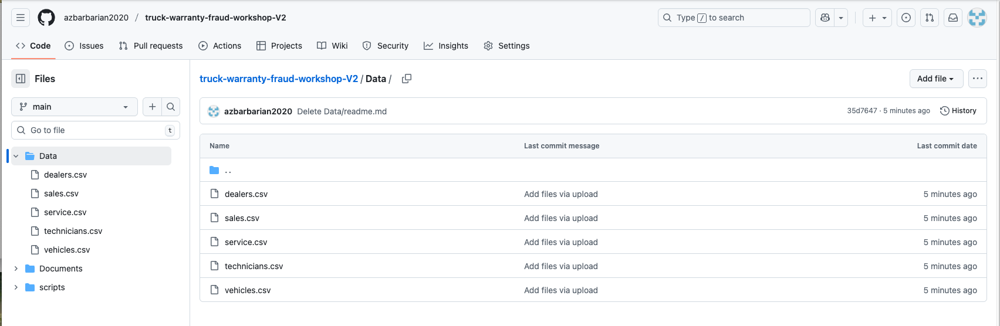 azbarbarian2020 / truck-warranty-fraud-workshop-V2
Type / to search
Code Issues Pull requests Actions Projects Wiki Security Insights Settings
Files
main
Go to file t
Data
dealers.csv
sales.csv
service.csv
technicians.csv
vehicles.csv
Documents
scripts
truck-warranty-fraud-workshop-V2 / Data /
Add file
azbarbarian2020 Delete Data/readme.md 35d7647 · 5 minutes ago History
Name Last commit message Last commit date
..
dealers.csv Add files via upload 5 minutes ago
sales.csv Add files via upload 5 minutes ago
service.csv Add files via upload 5 minutes ago
technicians.csv Add files via upload 5 minutes ago
vehicles.csv Add files via upload 5 minutes ago